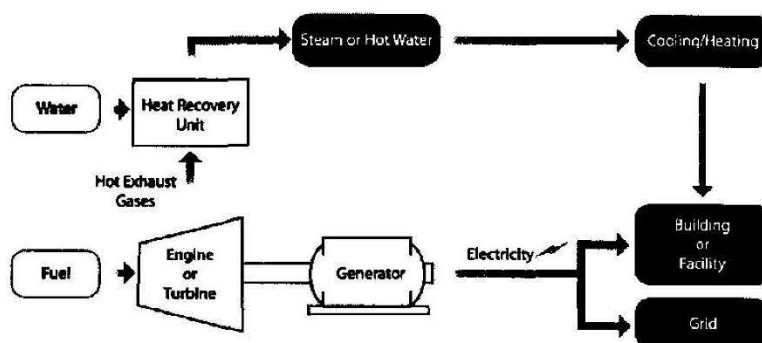 Steam or Hot Water
Cooling/Heating
Water
Heat Recovery
Unit
Hot Exhaust
Gases
Building
or
Facility
Engine
or
Turbine
Fuel
Generator
Electricity
Grid